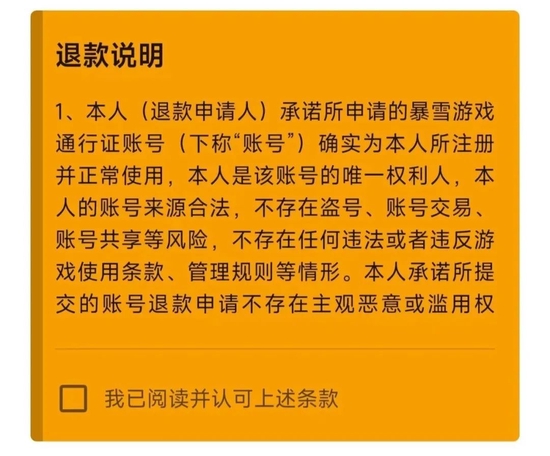 退款说明
1、本人（退款申请人）承诺所申请的暴雪游戏
通行证账号（下称“账号”）确实为本人所注册
并正常使用，本人是该账号的唯一权利人，本
人的账号来源合法，不存在盗号、账号交易、
账号共享等风险，不存在任何违法或者违反游
戏使用条款、管理规则等情形。本人承诺所提
交的账号退款申请不存在主观恶意或滥用权
我已阅读并认可上述条款